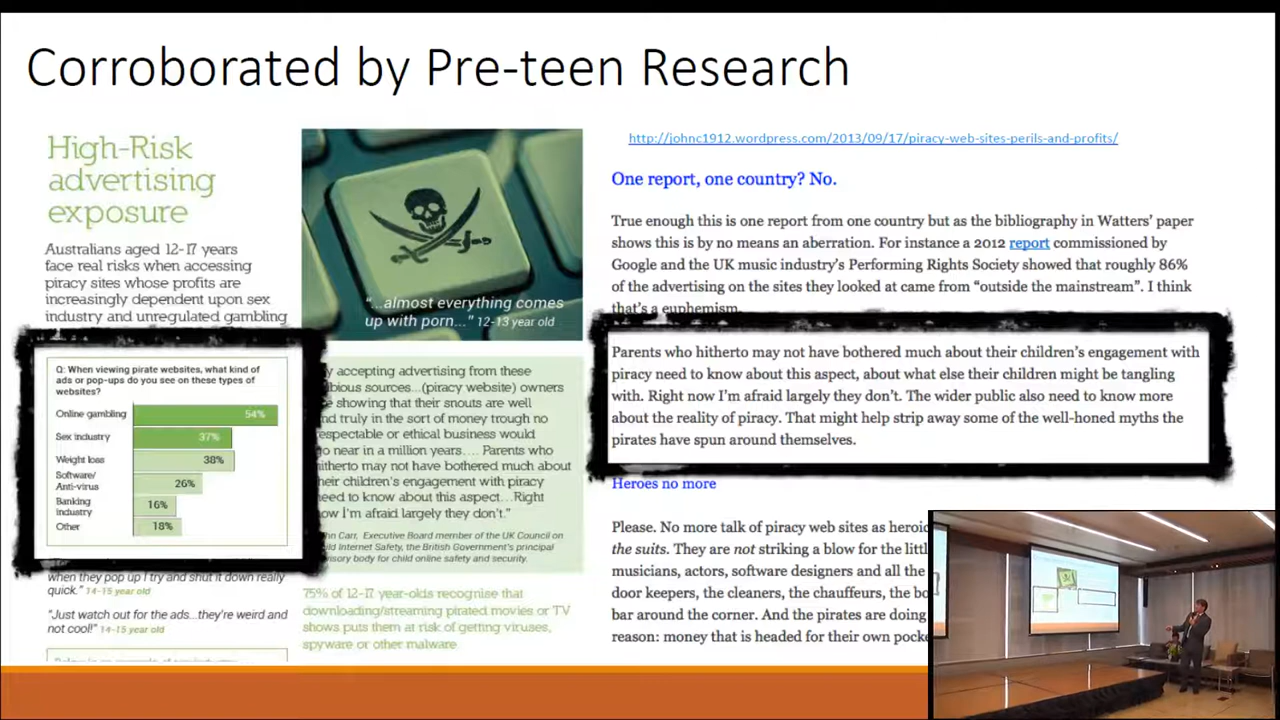 Corroborated by Pre-teen Research
High-Risk
advertising
exposure
Australians aged 12-17 years
face real risks when accessing
piracy sites whose profits are
increasingly dependent upon sex
industry and unregulated gambling
Q: When viewing pirate websites, what kind of
ads or pop-ups do you see on these types of
websites?
Online gambling 54%
Sex industry 37%
Weight loss 38%
Software/
Anti-virus 26%
Banking
industry 16%
Other 18%
when they pop up I try and shut it down really
quick.” 14-15 year old
“Just watch out for the ads...they're weird and
not cool!” 14-15 year old
“...almost everything comes
up with porn...” 12-13 year old
y accepting advertising from these
bious sources...(piracy website) owners
e showing that their snouts are well
nd truly in the sort of money trough no
espectable or ethical business would
o near in a million years.... Parents who
itherto may not have bothered much about
heir children's engagement with piracy
eed to know about this aspect...Right
ow I'm afraid largely they don't.”
hn Carr, Executive Board member of the UK Council on
ld Internet Safety, the British Government's principal
visory body for child online safety and security.
75% of 12-17 year-olds recognise that
downloading/streaming pirated movies or TV
shows puts them at risk of getting viruses,
spyware or other malware
http://johnc1912.wordpress.com/2013/09/17/piracy-web-sites-perils-and-profits/
One report, one country? No.
True enough this is one report from one country but as the bibliography in Watters’ paper
shows this is by no means an aberration. For instance a 2012 report commissioned by
Google and the UK music industry’s Performing Rights Society showed that roughly 86%
of the advertising on the sites they looked at came from “outside the mainstream”. I think
that’s a euphemism.
Parents who hitherto may not have bothered much about their children’s engagement with
piracy need to know about this aspect, about what else their children might be tangling
with. Right now I’m afraid largely they don’t. The wider public also need to know more
about the reality of piracy. That might help strip away some of the well-honed myths the
pirates have spun around themselves.
Heroes no more
Please. No more talk of piracy web sites as heroic
the suits. They are not striking a blow for the littl
musicians, actors, software designers and all the
door keepers, the cleaners, the chauffeurs, the bo
bar around the corner. And the pirates are doing
reason: money that is headed for their own pocke